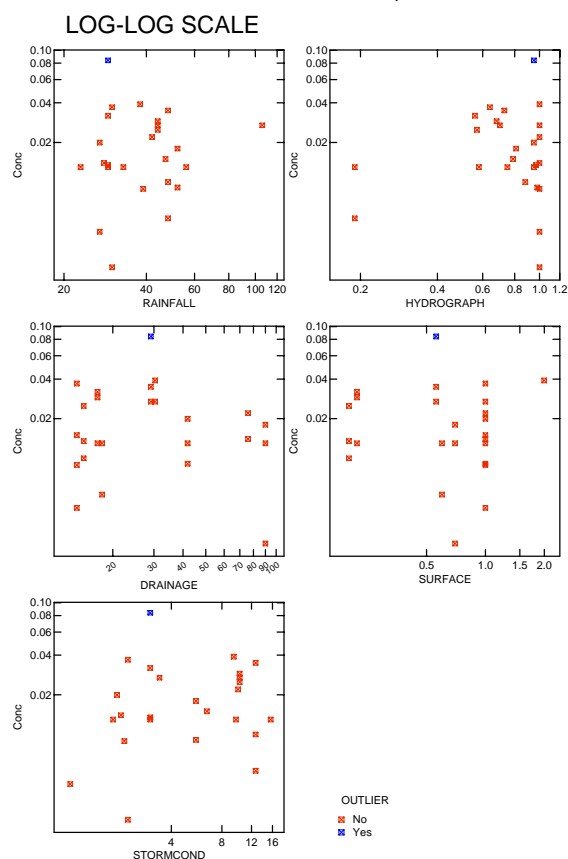 LOG-LOG SCALE
0.10
0.08
0.06
0.04
0.02
Conc
20 40 60 80 100 120
RAINFALL
0.10
0.08
0.06
0.04
0.02
Conc
0.2 0.4 0.6 0.8 1.0 1.2
HYDROGRAPH
0.10
0.08
0.06
0.04
0.02
Conc
20 30 40 50 60 70 80 90 100
DRAINAGE
0.10
0.08
0.06
0.04
0.02
Conc
0.5 1.0 1.5 2.0
SURFACE
0.10
0.08
0.06
0.04
0.02
Conc
4 8 12 16
STORMCOND
OUTLIER
No
Yes